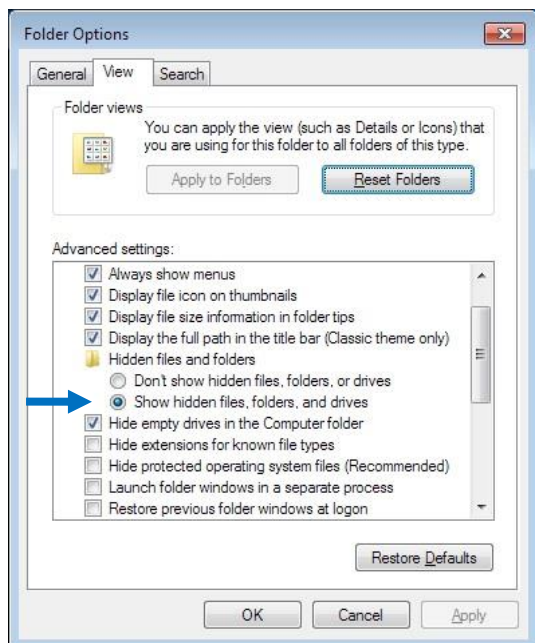 Folder Options
General View Search
Folder views
You can apply the view (such as Details or Icons) that
you are using for this folder to all folders of this type.
Apply to Folders Reset Folders
Advanced settings:
Always show menus
Display file icon on thumbnails
Display file size information in folder tips
Display the full path in the title bar (Classic theme only)
Hidden files and folders
Don't show hidden files, folders, or drives
Show hidden files, folders, and drives
Hide empty drives in the Computer folder
Hide extensions for known file types
Hide protected operating system files (Recommended)
Launch folder windows in a separate process
Restore previous folder windows at logon
Restore Defaults
OK Cancel Apply